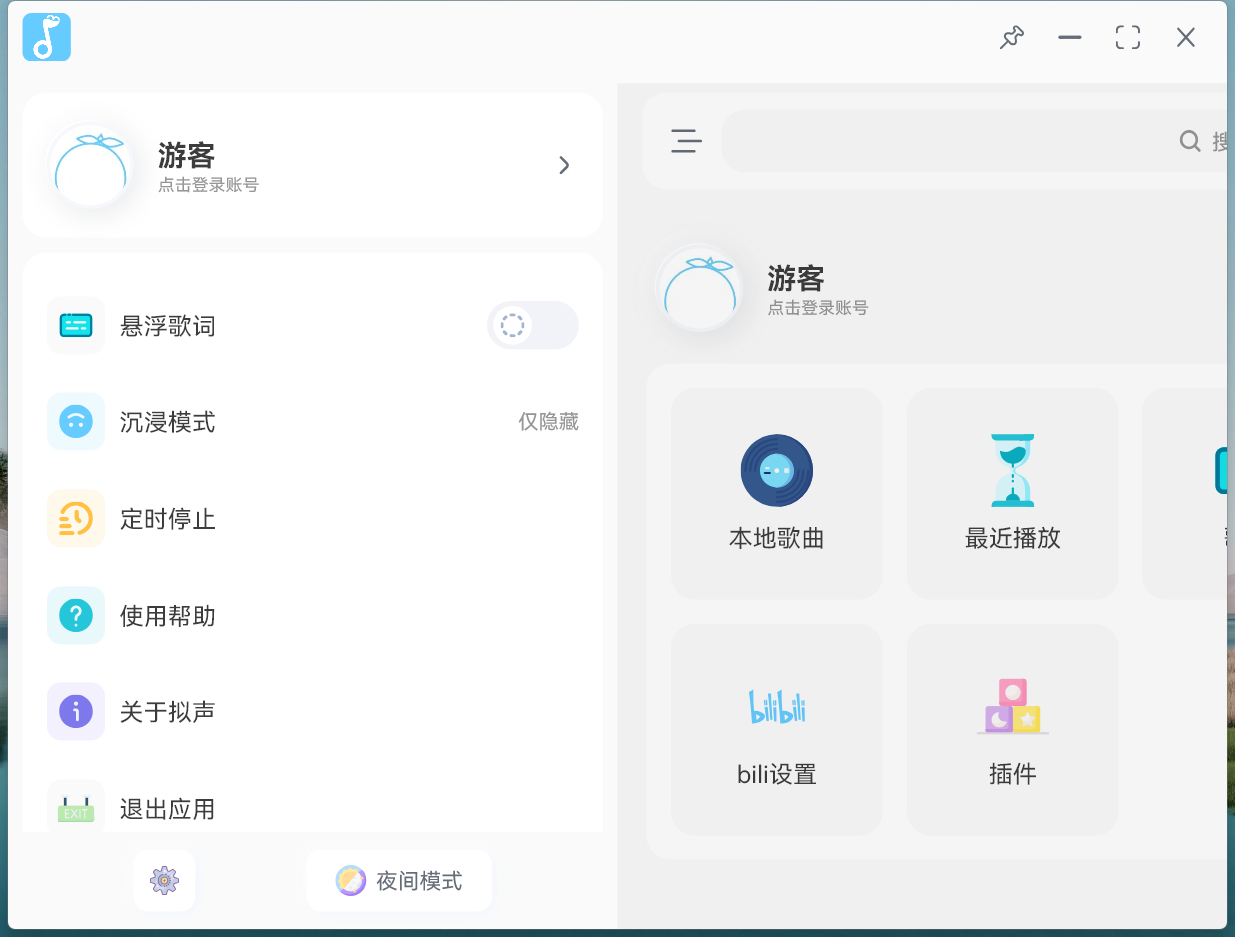 游客
点击登录账号
悬浮歌词
沉浸模式
仅隐藏
定时停止
使用帮助
关于拟声
EXIT
退出应用
夜间模式
游客
点击登录账号
本地歌曲
最近播放
bilibili
bili设置
插件